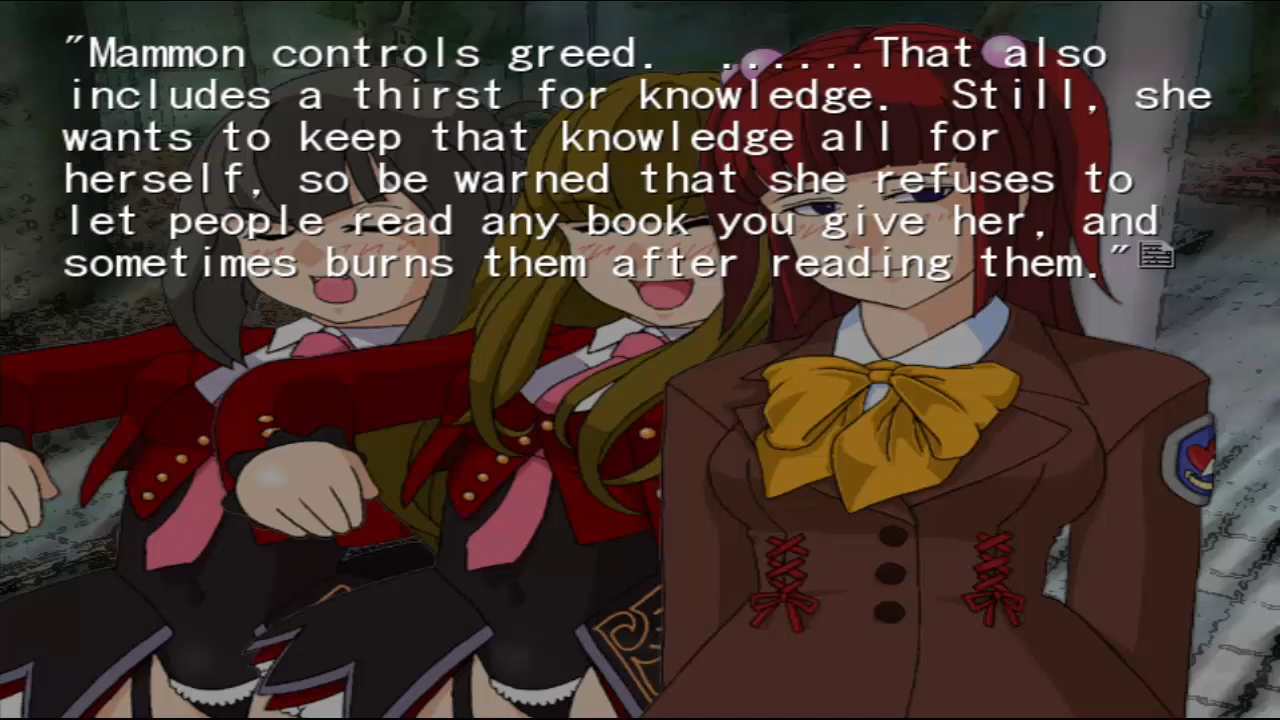 "Mammon controls greed.  ......That also
includes a thirst for knowledge.  Still, she
wants to keep that knowledge all for
herself, so be warned that she refuses to
let people read any book you give her, and
sometimes burns them after reading them."